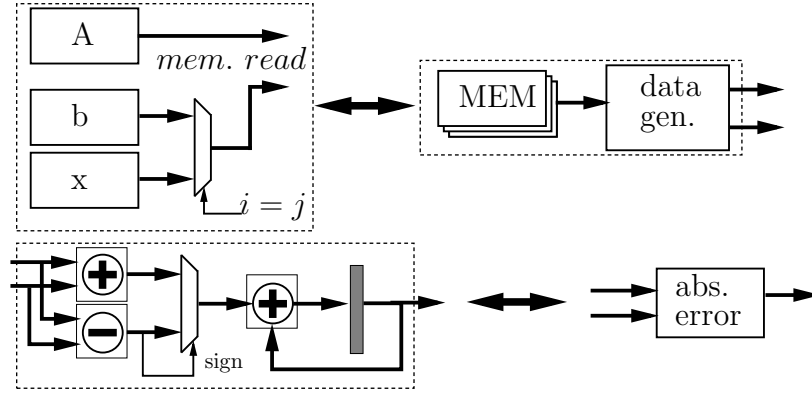 A
mem. read
b
x
i = j
MEM
data
gen.
+
−
+
sign
abs.
error